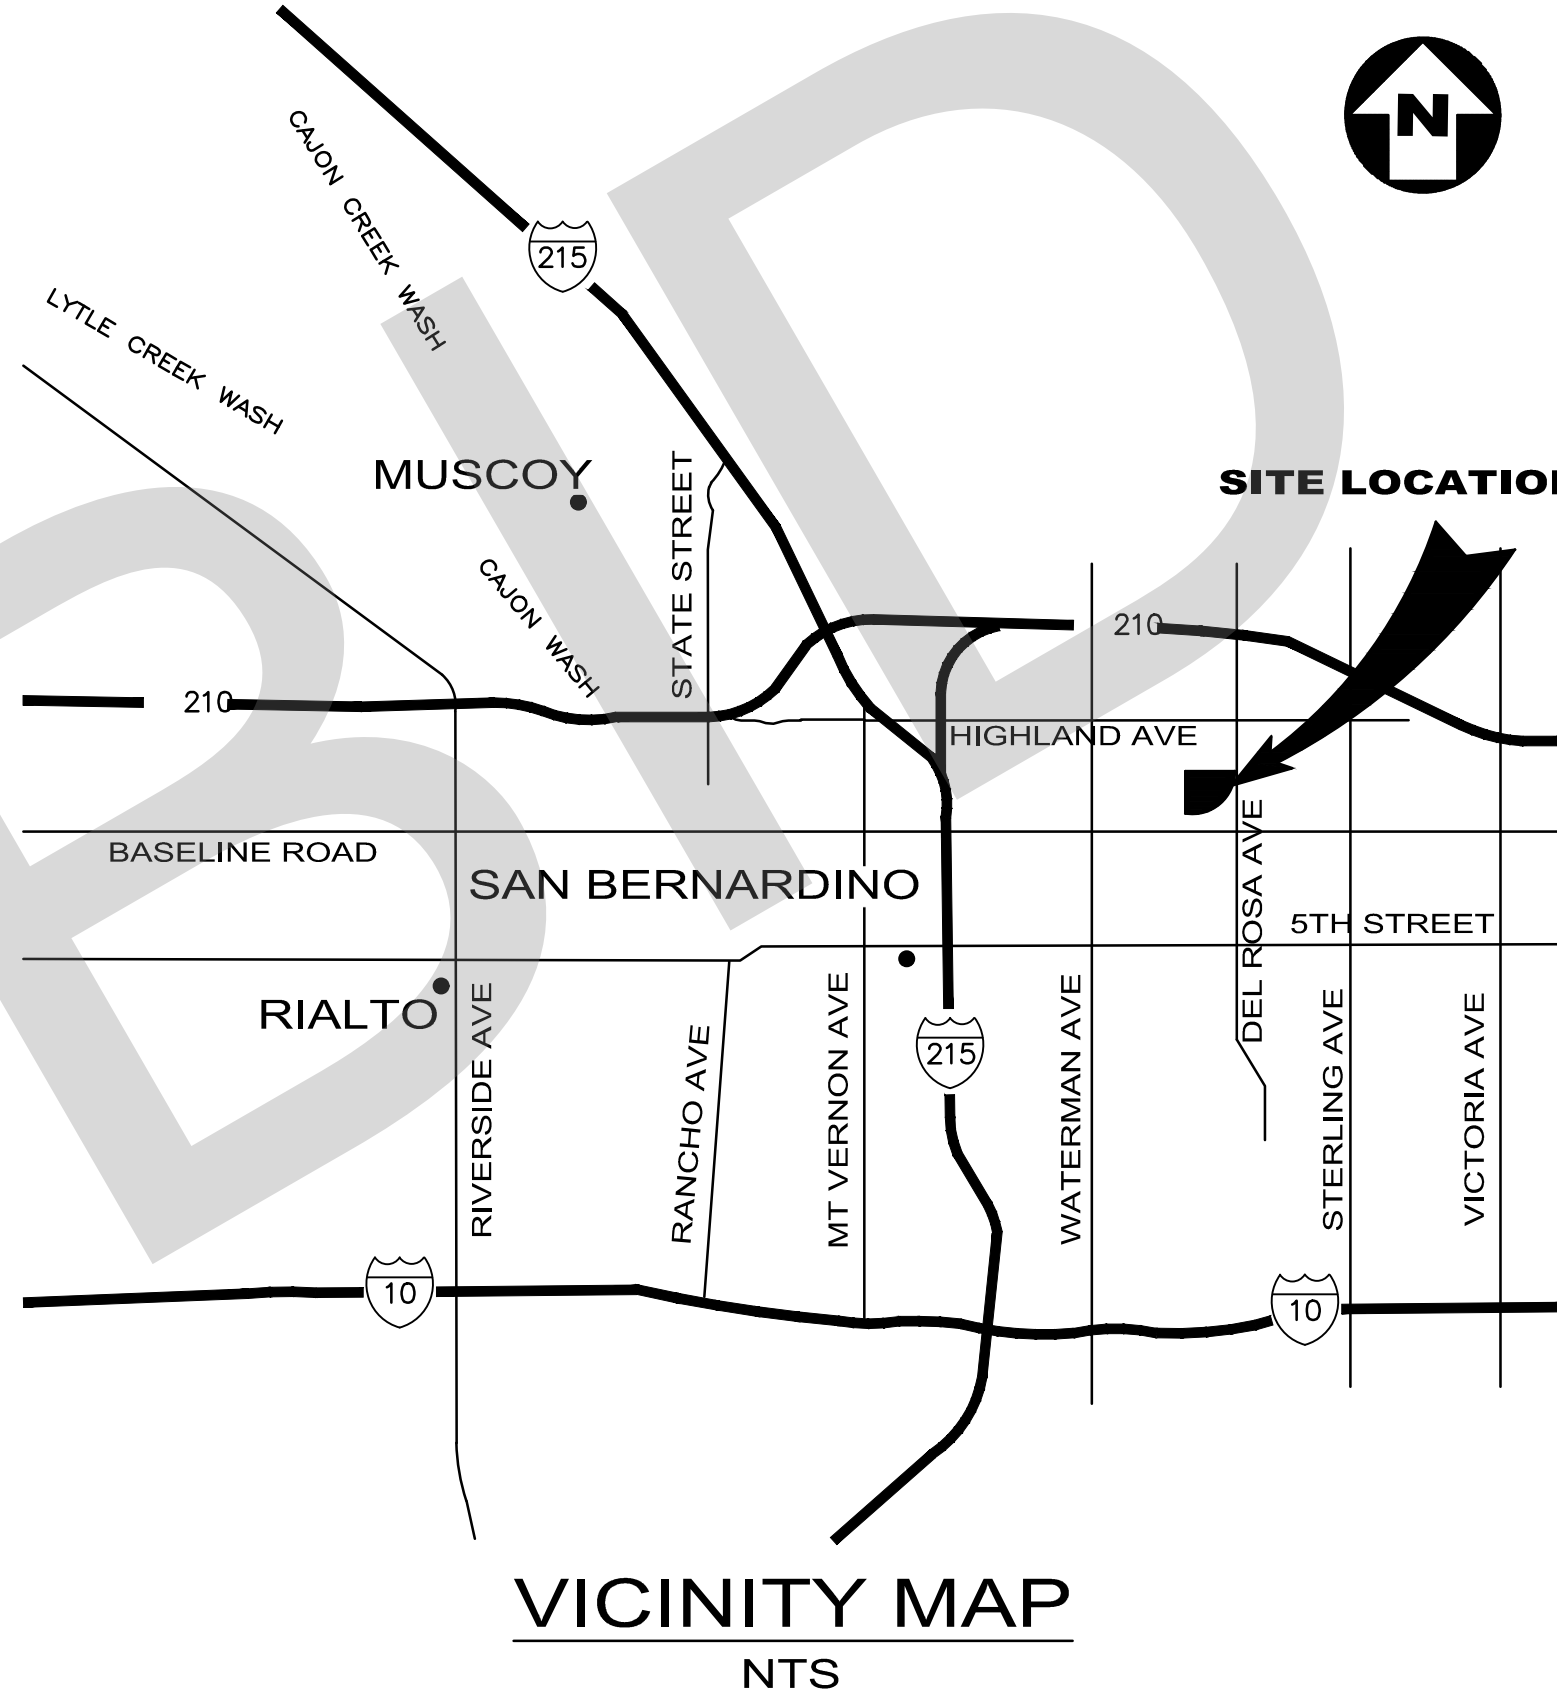 N
CAJON CREEK WASH
215
LYTLE CREEK WASH
MUSCOY
STATE STREET
SITE LOCATION
CAJON WASH
210
210
HIGHLAND AVE
BASELINE ROAD
SAN BERNARDINO
DEL ROSA AVE
5TH STREET
RIALTO
RIVERSIDE AVE
RANCHO AVE
MT VERNON AVE
215
WATERMAN AVE
STERLING AVE
VICTORIA AVE
10
10
VICINITY MAP
NTS
BID